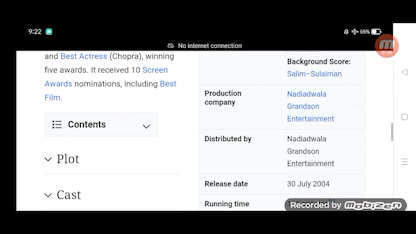 9:22
55%
No internet connection
and Best Actress (Chopra), winning
five awards. It received 10 Screen
Awards nominations, including Best
Film.
Contents
Plot
Cast
Background Score:
Salim–Sulaiman
Production
company
Nadiadwala
Grandson
Entertainment
Distributed by
Nadiadwala
Grandson
Entertainment
Release date
30 July 2004
Running time
Recorded by
Mobizen